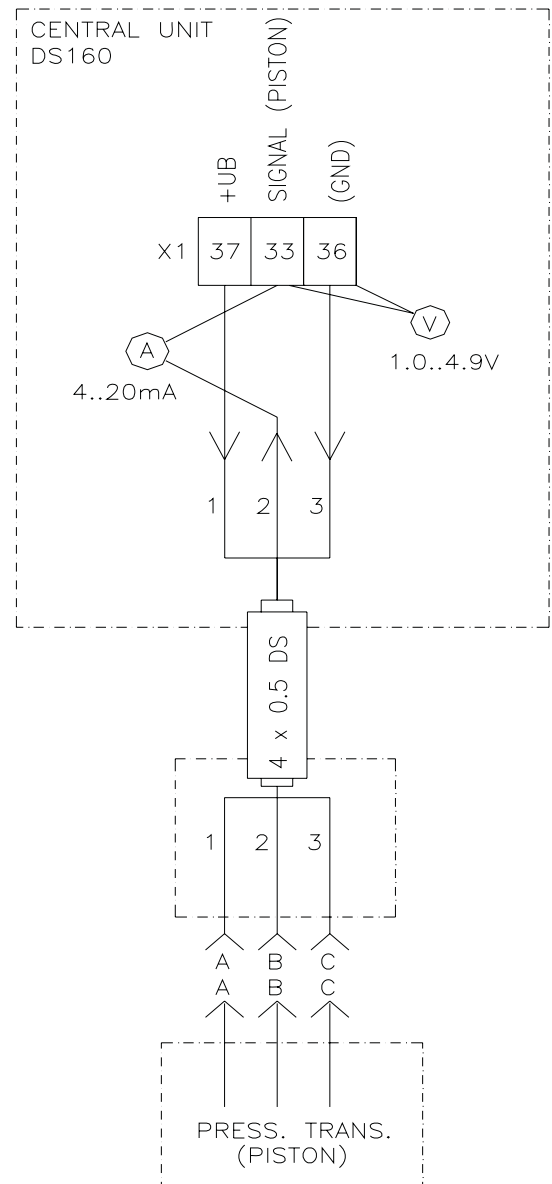 CENTRAL UNIT
DS160
+UB
SIGNAL (PISTON)
(GND)
X1 37 33 36
A
V
4..20mA
1.0..4.9V
1 2 3
4 x 0.5 DS
1 2 3
A B C
A B C
PRESS. TRANS.
(PISTON)